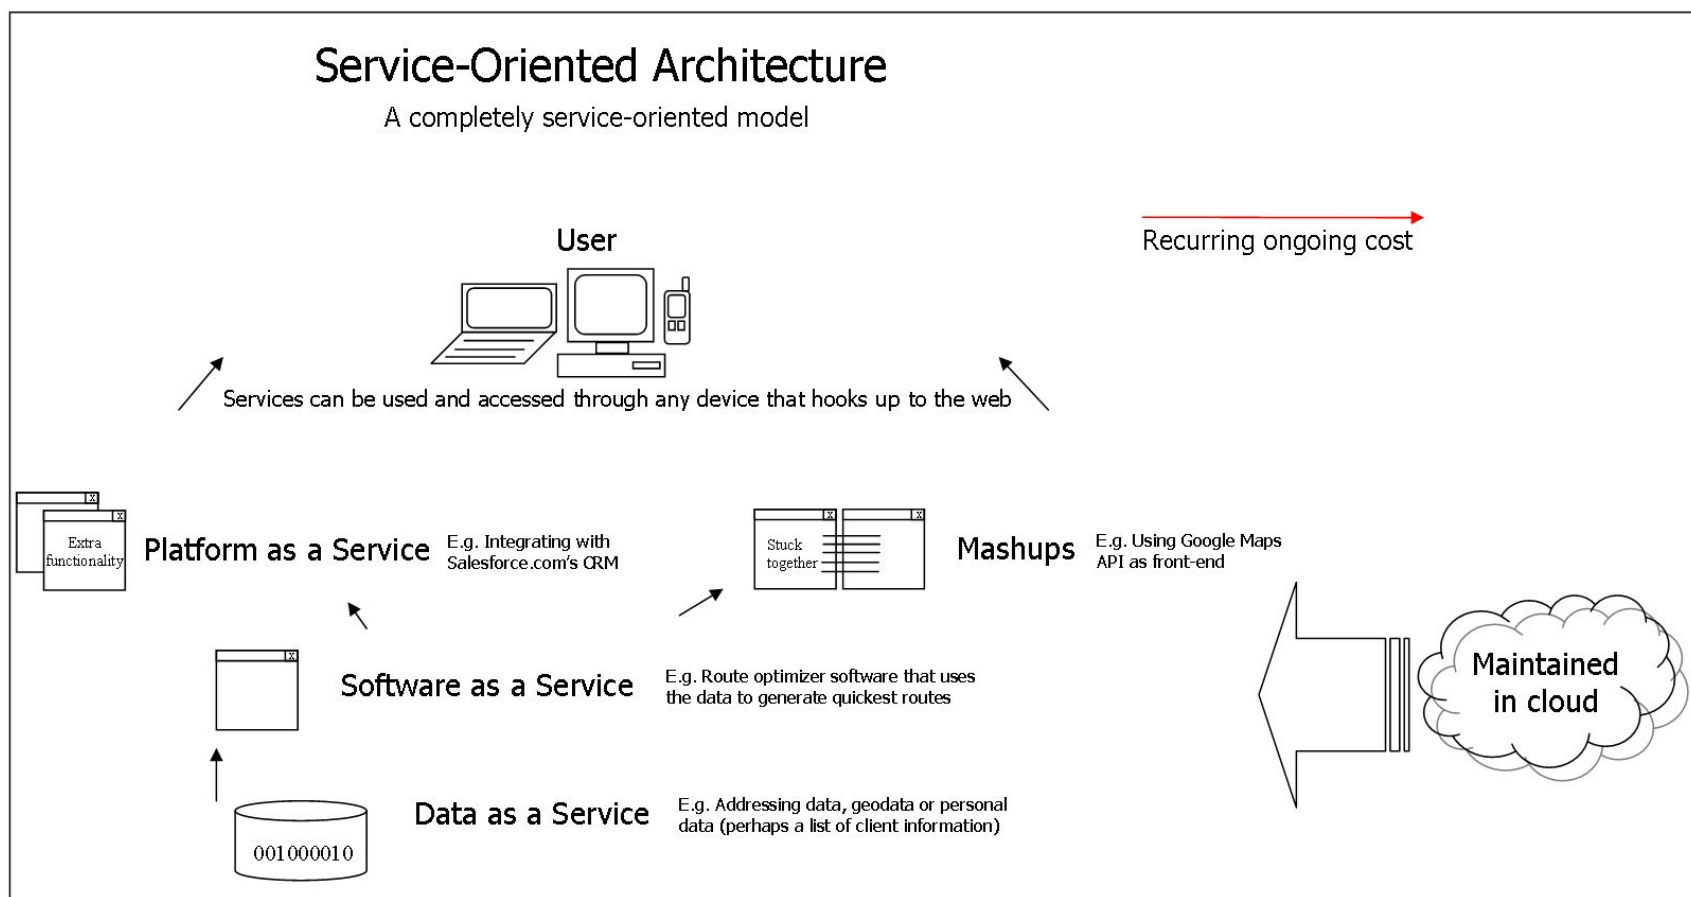 Service-Oriented Architecture
A completely service-oriented model
User
Recurring ongoing cost
Services can be used and accessed through any device that hooks up to the web
X
X
Extra
functionality
Platform as a Service
E.g. Integrating with
Salesforce.com's CRM
X
X
Stuck
together
Mashups
E.g. Using Google Maps
API as front-end
X
Software as a Service
E.g. Route optimizer software that uses
the data to generate quickest routes
Maintained
in cloud
001000010
Data as a Service
E.g. Addressing data, geodata or personal
data (perhaps a list of client information)